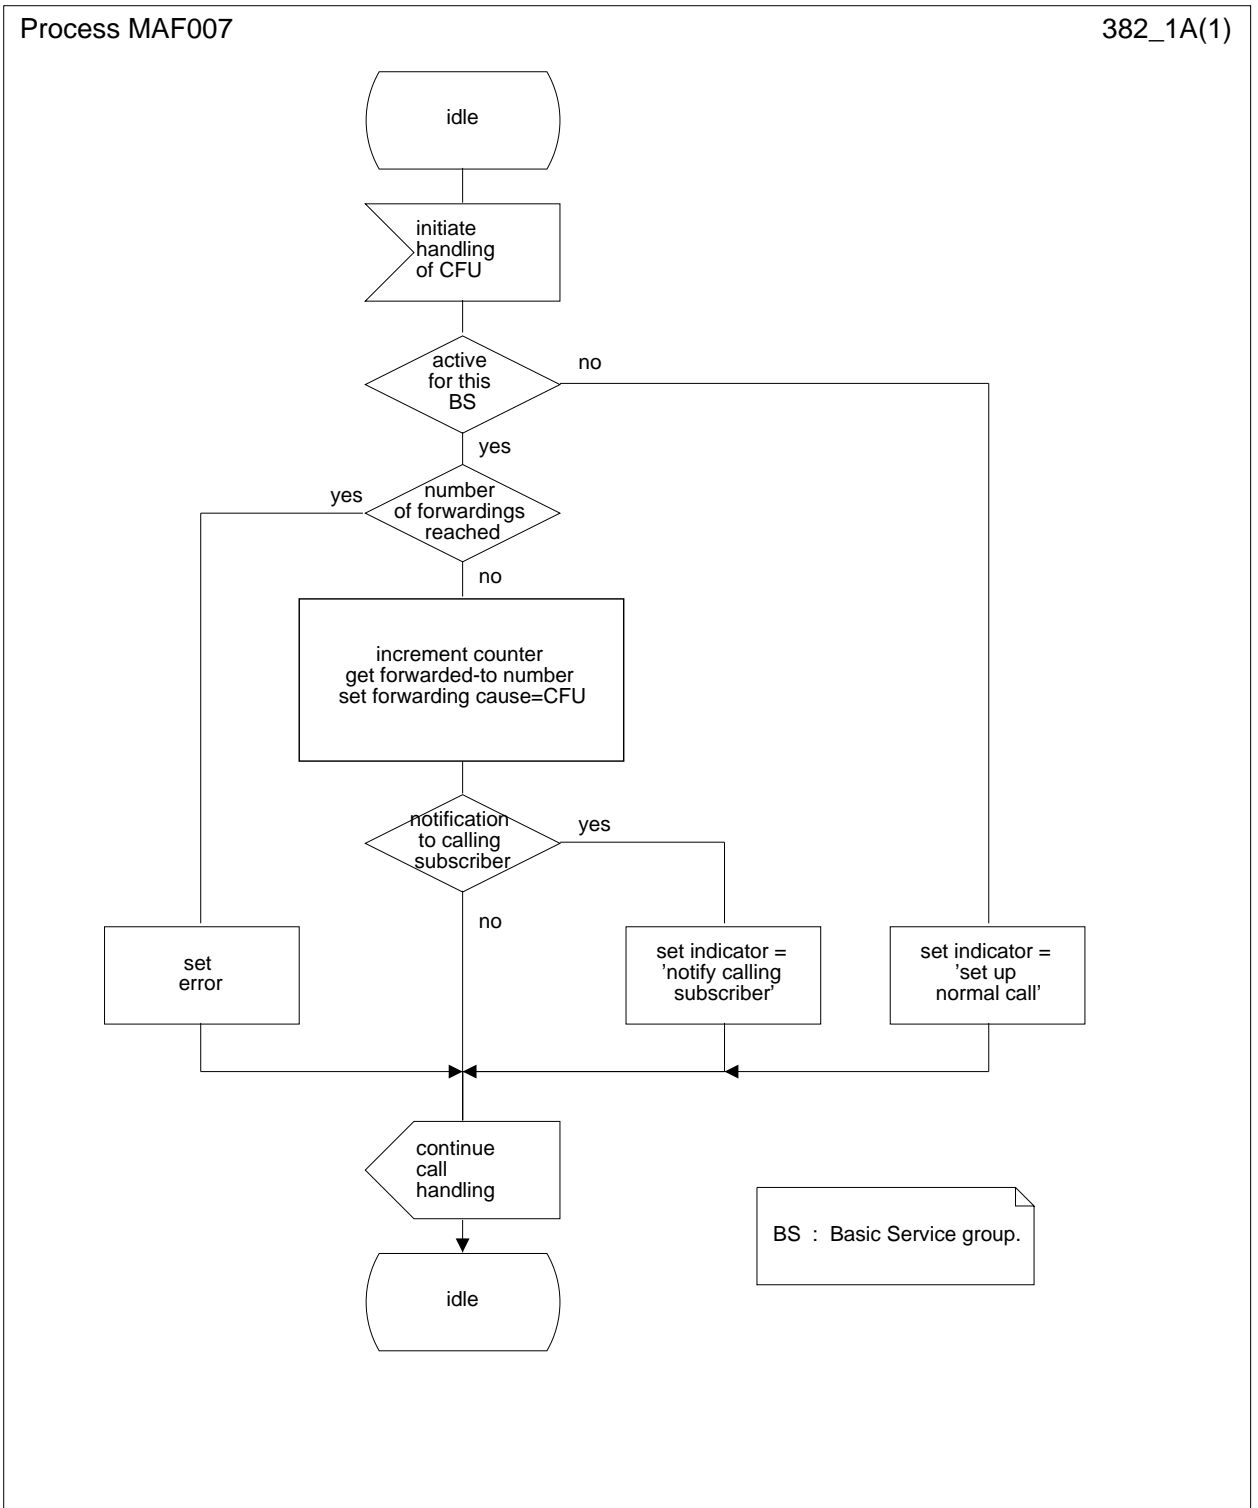 Process MAF007
382_1A(1)
idle
initiate
handling
of CFU
active
for this
BS
no
yes
number
of forwardings
reached
yes
no
increment counter
get forwarded-to number
set forwarding cause=CFU
notification
to calling
subscriber
yes
no
set
error
set indicator =
’notify calling
subscriber’
set indicator =
’set up
normal call’
continue
call
handling
BS : Basic Service group.
idle